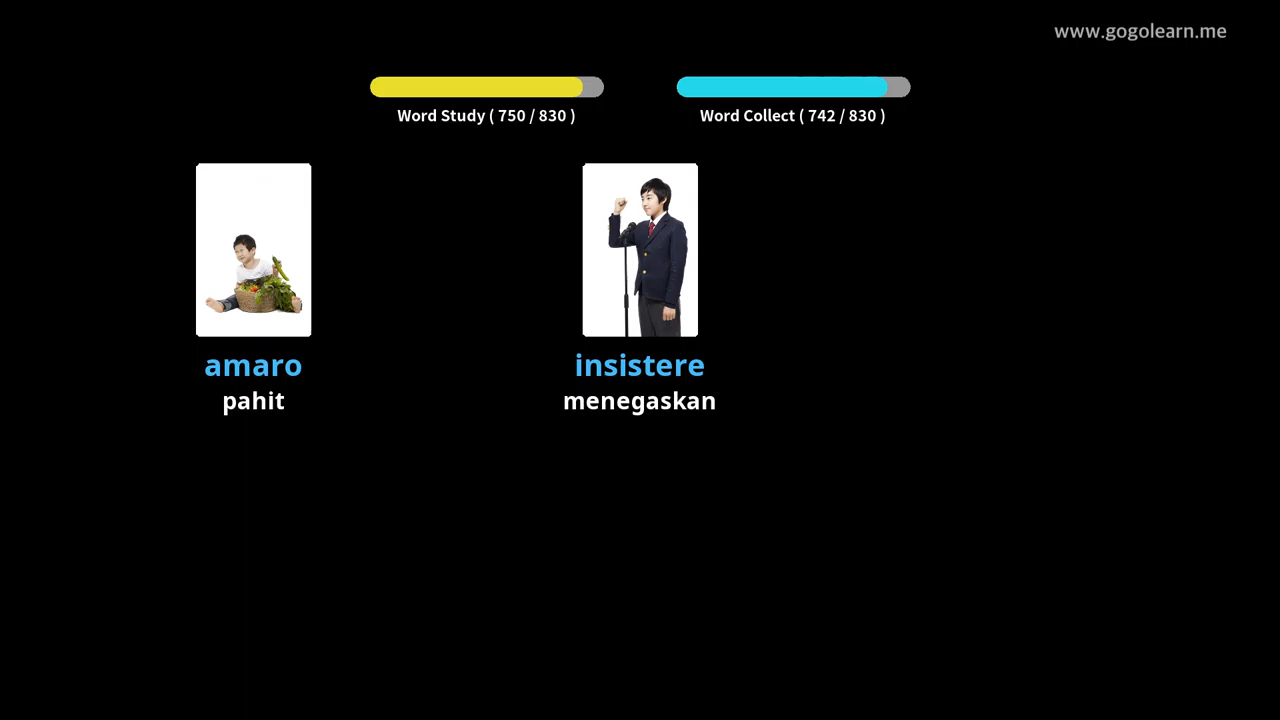 www.gogolearn.me
Word Study ( 750 / 830 )
Word Collect ( 742 / 830 )
amaro
pahit
insistere
menegaskan